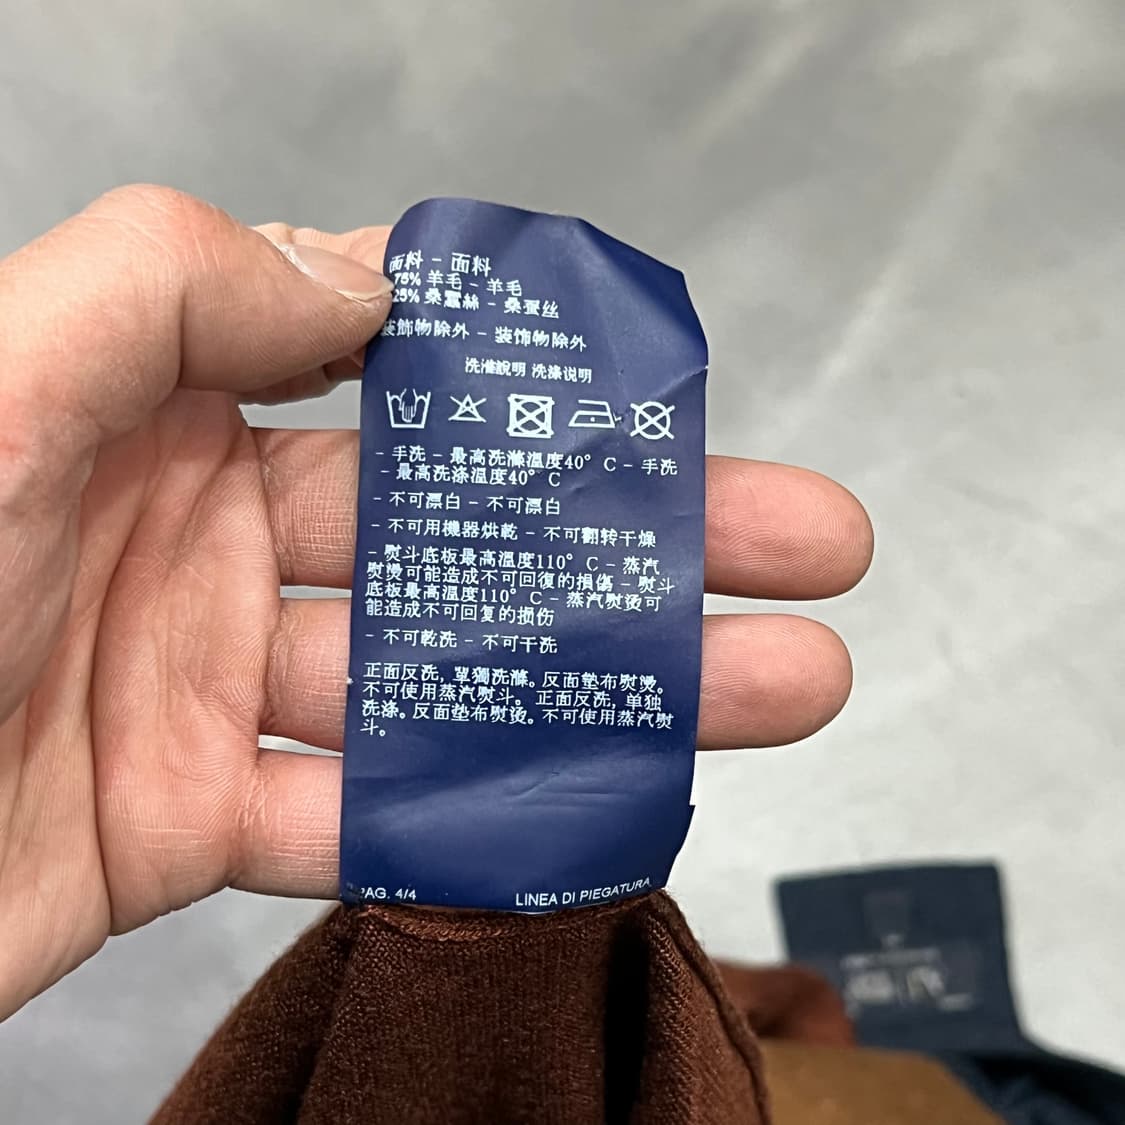 面料 - 面料
75% 羊毛 - 羊毛
25% 桑蠶絲 - 桑蚕丝
装飾物除外 - 装饰物除外
洗滌說明 洗涤说明
- 手洗 - 最高洗滌溫度40° C - 手洗
- 最高洗涤温度40° C
- 不可漂白 - 不可漂白
- 不可用機器烘乾 - 不可翻转干燥
- 熨斗底板最高溫度110° C - 蒸汽
熨燙可能造成不可回復的損傷 - 熨斗
底板最高温度110° C - 蒸汽熨烫可
能造成不可回复的损伤
- 不可乾洗 - 不可干洗
正面反洗, 單獨洗滌。反面墊布熨燙。
不可使用蒸汽熨斗。 正面反洗, 单独
洗涤。反面垫布熨烫。不可使用蒸汽熨
斗。
PAG. 4/4
LINEA DI PIEGATURA